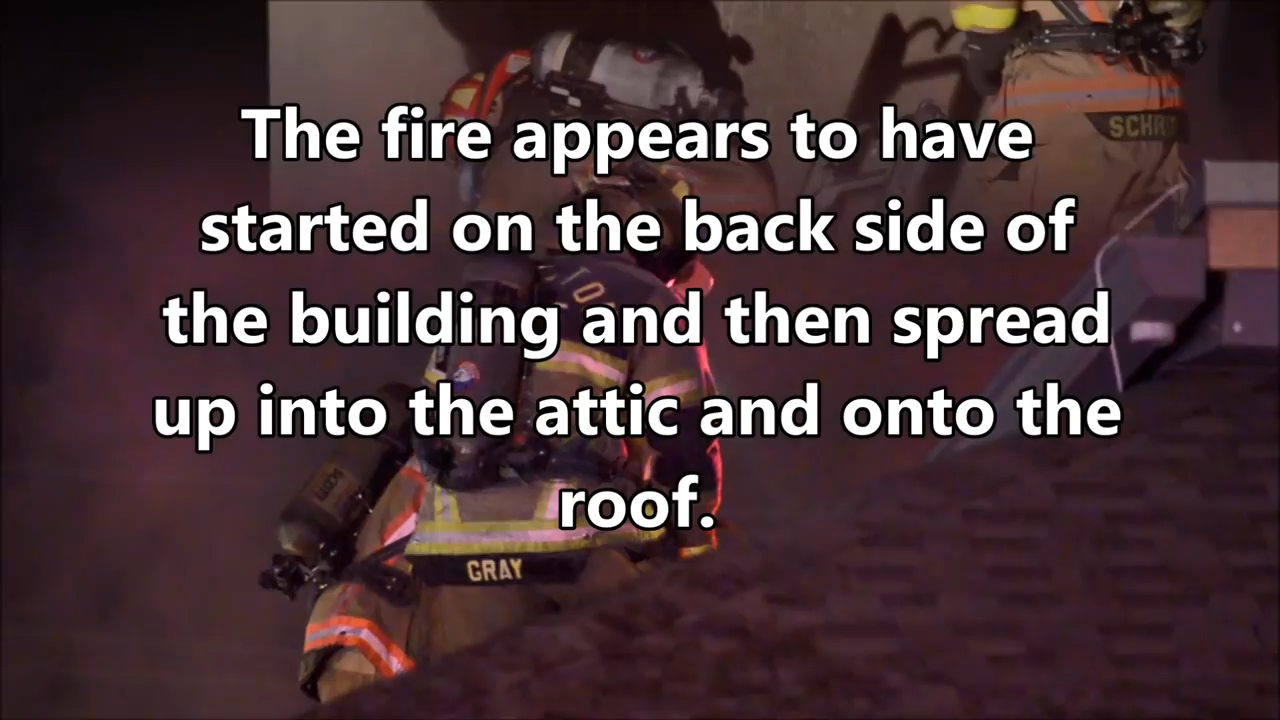 The fire appears to have
started on the back side of
the building and then spread
up into the attic and onto the
roof.
GRAY